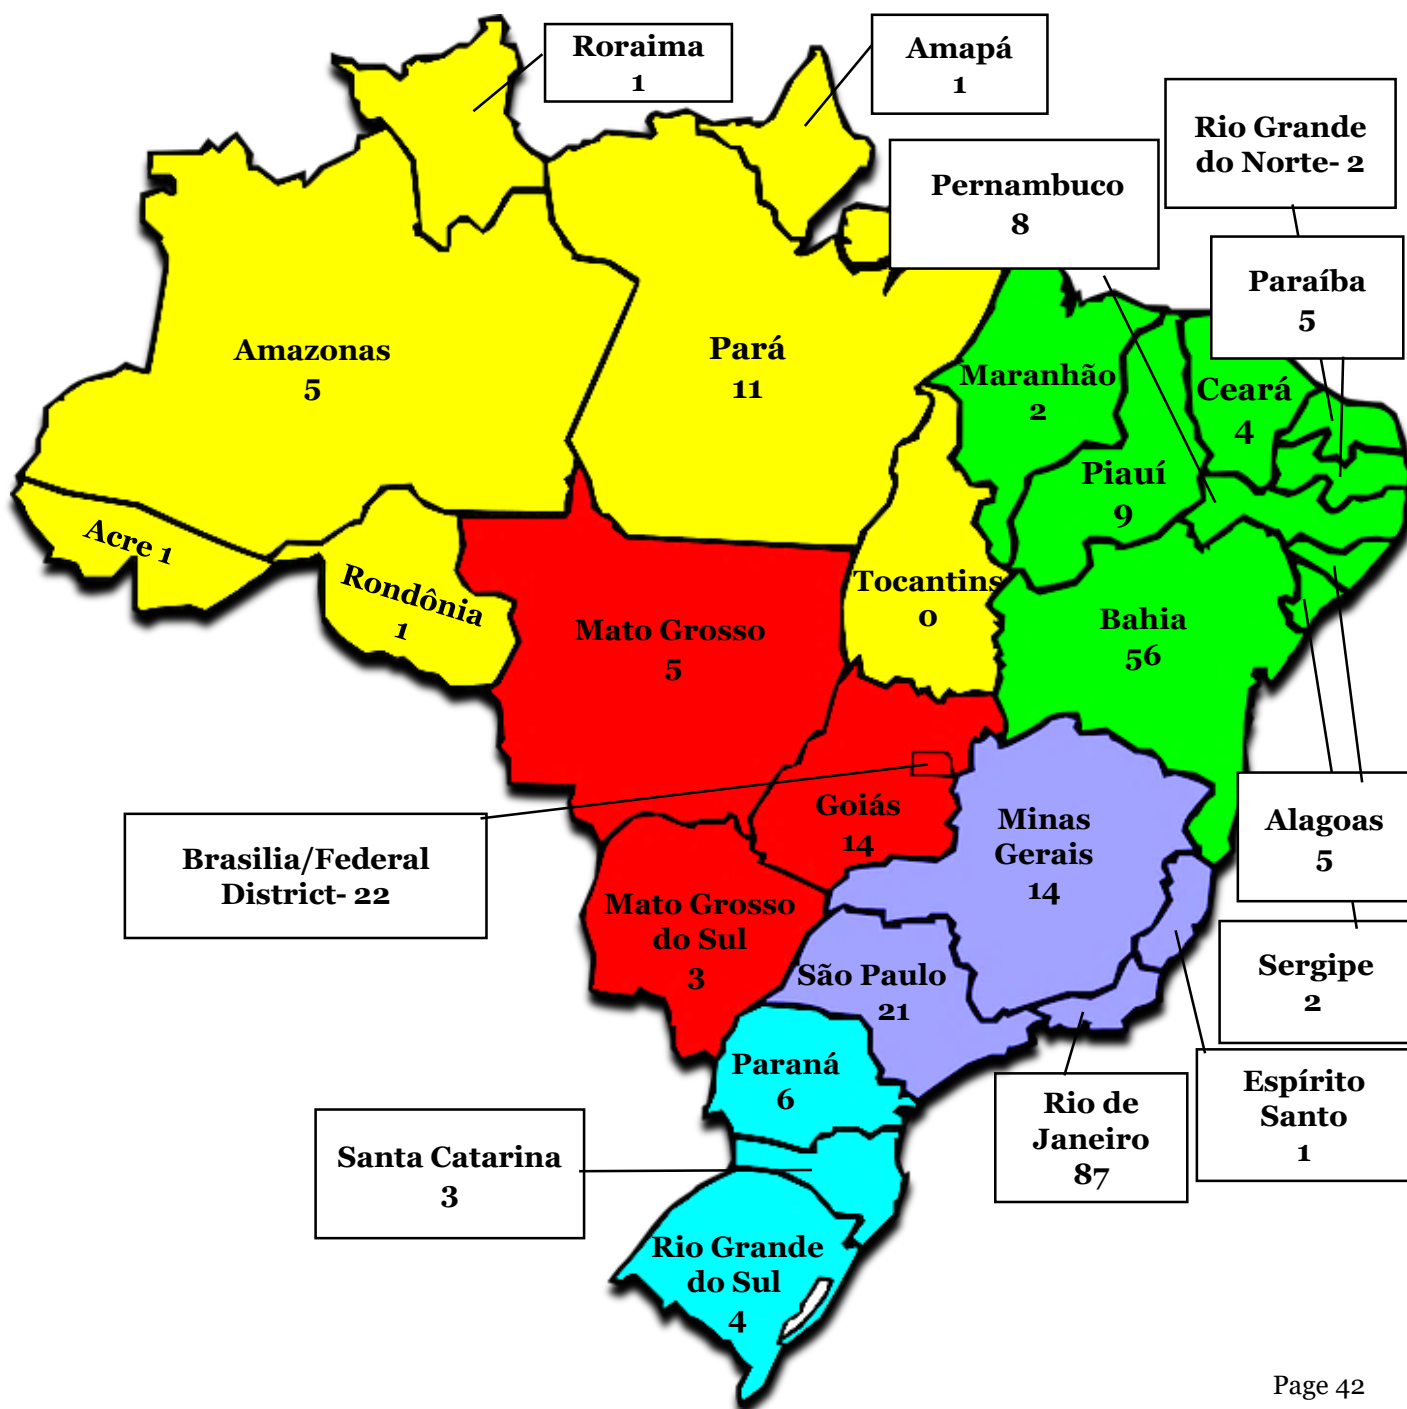 Roraima
1
Amapá
1
Rio Grande
do Norte- 2
Pernambuco
8
Paraíba
5
Amazonas
5
Pará
11
Maranhão
2
Ceará
4
Piauí
9
Acre 1
Rondônia
1
Tocantins
0
Mato Grosso
5
Bahia
56
Goiás
14
Minas
Gerais
14
Brasilia/Federal
District- 22
Alagoas
5
Mato Grosso
do Sul
3
São Paulo
21
Sergipe
2
Paraná
6
Rio de
Janeiro
87
Espírito
Santo
1
Santa Catarina
3
Rio Grande
do Sul
4
Page 42